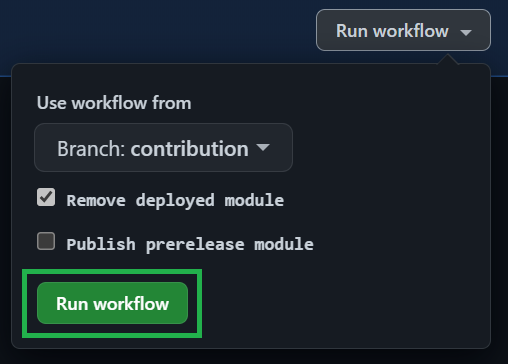 Run workflow
Use workflow from
Branch: contribution
Remove deployed module
Publish prerelease module
Run workflow